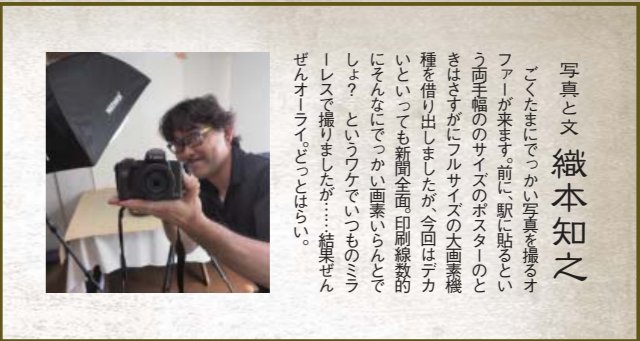 写真と文 織本知之
ごくたまにでっかい写真を撮るオ
ファーが来ます。前に、駅に貼るとい
う両手幅ののサイズのポスターのと
きはさすがにフルサイズの大画素機
種を借り出しましたが、今回はデカ
いといっても新聞全面。印刷線数的
にそんなにでっかい画素いらんとで
しょ? というワケでいつものミラ
ーレスで撮りましたが……結果ぜん
ぜんオーライ。どっとはらい。